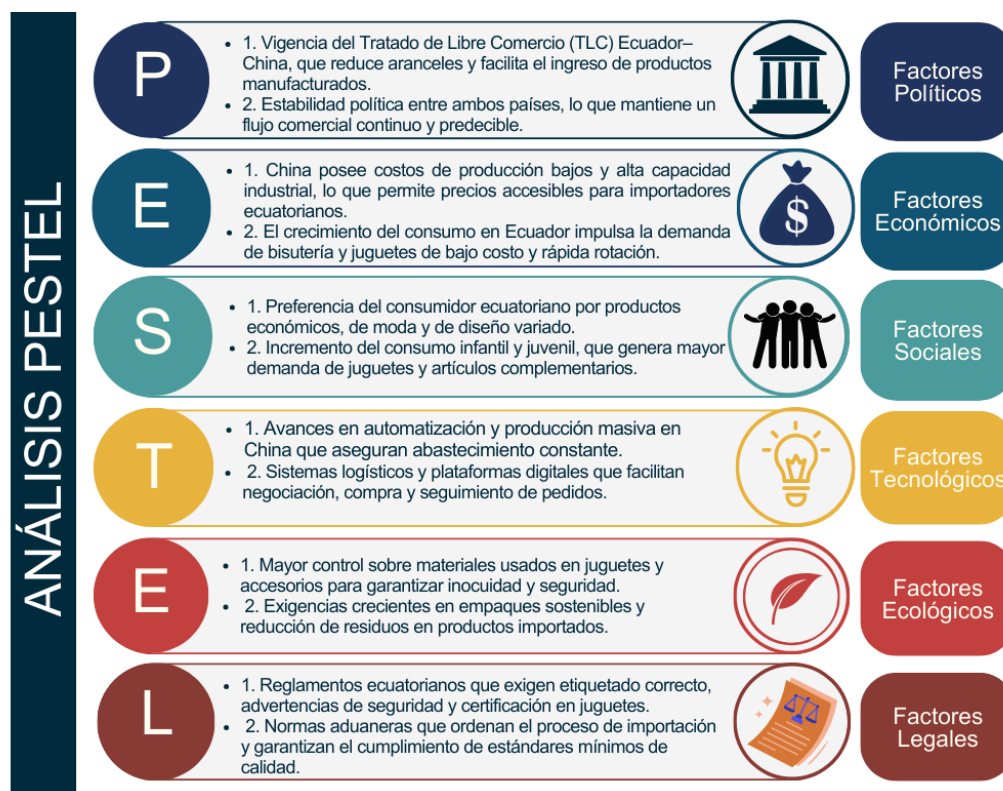 ANÁLISIS PESTEL
P
• 1. Vigencia del Tratado de Libre Comercio (TLC) Ecuador–
China, que reduce aranceles y facilita el ingreso de productos
manufacturados.
• 2. Estabilidad política entre ambos países, lo que mantiene un
flujo comercial continuo y predecible.
Factores
Políticos
E
• 1. China posee costos de producción bajos y alta capacidad
industrial, lo que permite precios accesibles para importadores
ecuatorianos.
• 2. El crecimiento del consumo en Ecuador impulsa la demanda
de bisutería y juguetes de bajo costo y rápida rotación.
$
Factores
Económicos
S
• 1. Preferencia del consumidor ecuatoriano por productos
económicos, de moda y de diseño variado.
• 2. Incremento del consumo infantil y juvenil, que genera mayor
demanda de juguetes y artículos complementarios.
Factores
Sociales
T
• 1. Avances en automatización y producción masiva en
China que aseguran abastecimiento constante.
• 2. Sistemas logísticos y plataformas digitales que facilitan
negociación, compra y seguimiento de pedidos.
Factores
Tecnológicos
E
• 1. Mayor control sobre materiales usados en juguetes y
accesorios para garantizar inocuidad y seguridad.
• 2. Exigencias crecientes en empaques sostenibles y
reducción de residuos en productos importados.
Factores
Ecológicos
L
• 1. Reglamentos ecuatorianos que exigen etiquetado correcto,
advertencias de seguridad y certificación en juguetes.
• 2. Normas aduaneras que ordenan el proceso de importación
y garantizan el cumplimiento de estándares mínimos de
calidad.
Factores
Legales